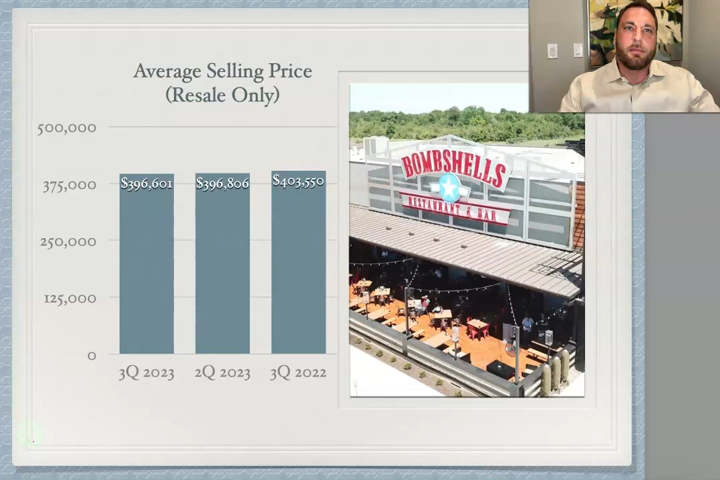 Average Selling Price
(Resale Only)
500,000
375,000
250,000
125,000
0
$396,601
$396,806
$403,550
3Q 2023
2Q 2023
3Q 2022
BOMBSHELLS
RESTAURANT & BAR